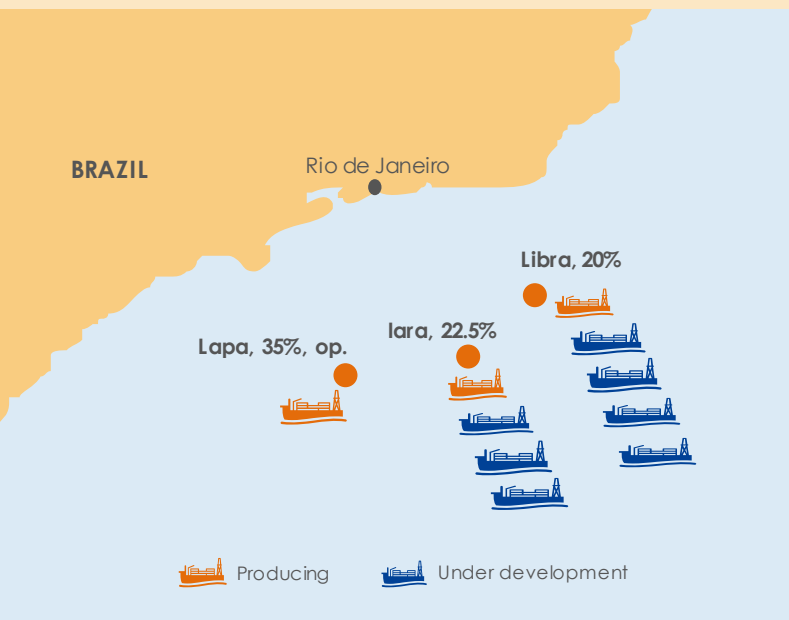 Rio de Janeiro
BRAZIL
Libra, 20%
Iara, 22.5%
Lapa, 35%, op.
Producing
Under development